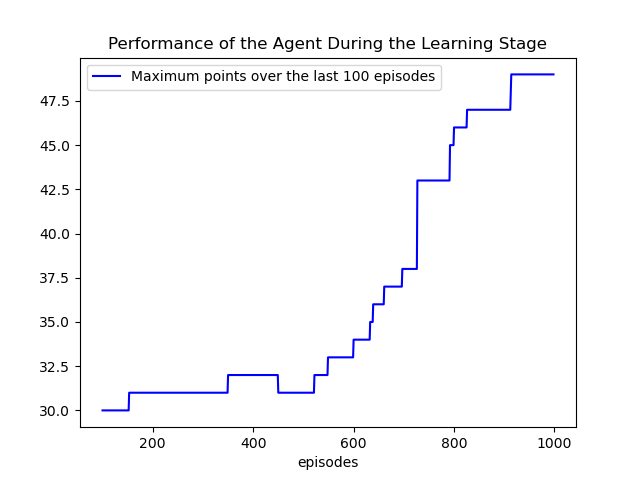 Performance of the Agent During the Learning Stage
Maximum points over the last 100 episodes
47.5
45.0
42.5
40.0
37.5
35.0
32.5
30.0
200 400 600 800 1000
episodes